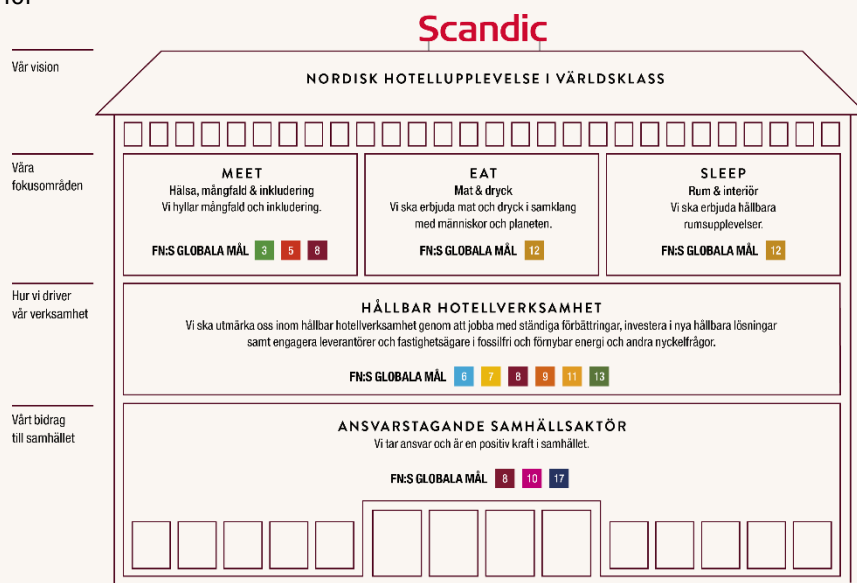 Scandic
Vår vision
NORDISK HOTELLUPPLEVELSE I VÄRLDSKLASS
Våra
fokusområden
MEET
Hälsa, mångfald & inkludering
Vi hyllar mångfald och inkludering.
FN:S GLOBALA MÅL 3 5 8
EAT
Mat & dryck
Vi ska erbjuda mat och dryck i samklang
med människor och planeten.
FN:S GLOBALA MÅL 12
SLEEP
Rum & interiör
Vi ska erbjuda hållbara
rumsupplevelser.
FN:S GLOBALA MÅL 12
Hur vi driver
vår verksamhet
HÅLLBAR HOTELLVERKSAMHET
Vi ska utmärka oss inom hållbar hotellverksamhet genom att jobba med ständiga förbättringar, investera i nya hållbara lösningar
samt engagera leverantörer och fastighetsägare i fossilfri och förnybar energi och andra nyckelfrågor.
FN:S GLOBALA MÅL 6 7 8 9 11 13
Vårt bidrag
till samhället
ANSVARSTAGANDE SAMHÄLLSAKTÖR
Vi tar ansvar och är en positiv kraft i samhället.
FN:S GLOBALA MÅL 8 10 17